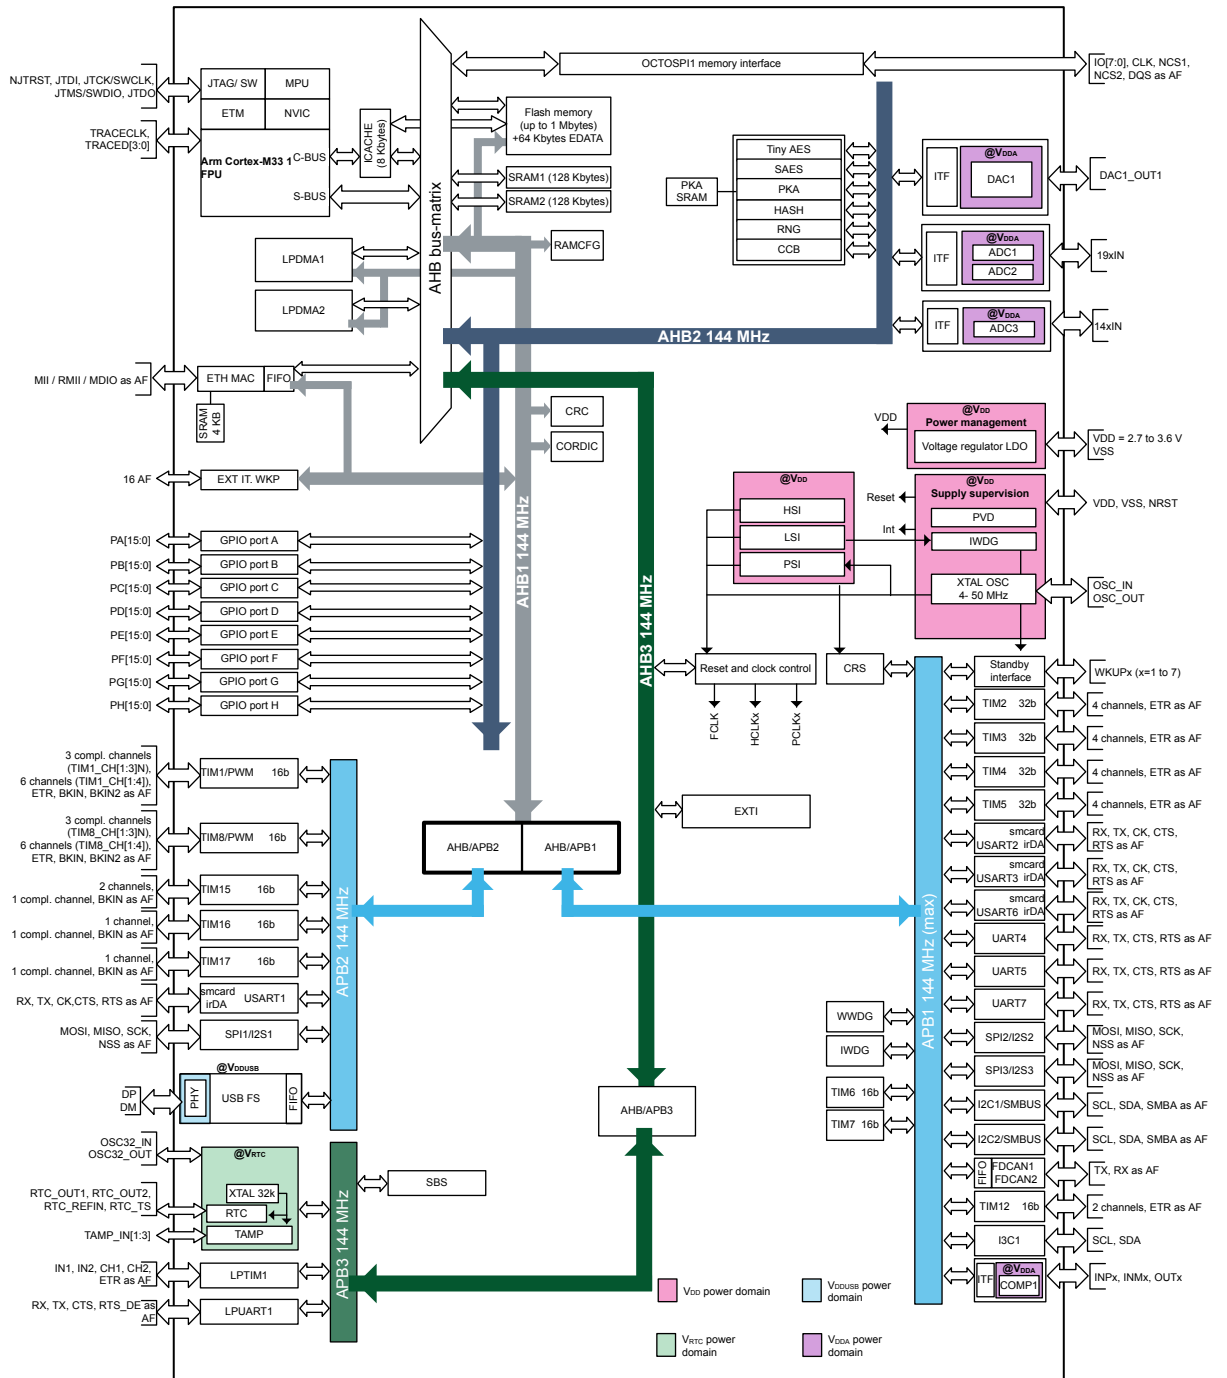 NJTRST, JTDI, JTCK/SWCLK,
JTMS/SWDIO, JTDO
TRACECLK,
TRACED[3:0]
JTAG/ SW
MPU
ETM
NVIC
Arm Cortex-M33 1
FPU
C-BUS
S-BUS
ICACHE
(8 Kbytes)
AHB bus-matrix
OCTOSPI1 memory interface
IO[7:0], CLK, NCS1,
NCS2, DQS as AF
Flash memory
(up to 1 Mbytes)
+64 Kbytes EDATA
SRAM1 (128 Kbytes)
SRAM2 (128 Kbytes)
RAMCFG
LPDMA1
LPDMA2
PKA
SRAM
Tiny AES
SAES
PKA
HASH
RNG
CCB
ITF
@VDDA
DAC1
DAC1_OUT1
ITF
@VDDA
ADC1
ADC2
19xIN
ITF
@VDDA
ADC3
14xIN
AHB2 144 MHz
MII / RMII / MDIO as AF
ETH MAC
FIFO
SRAM
4 KB
CRC
CORDIC
16 AF
EXT IT. WKP
AHB1 144 MHz
AHB3 144 MHz
VDD
@VDD
Power management
Voltage regulator LDO
VDD = 2.7 to 3.6 V
VSS
@VDD
HSI
LSI
PSI
Reset
Int
@VDD
Supply supervision
PVD
IWDG
XTAL OSC
4- 50 MHz
VDD, VSS, NRST
OSC_IN
OSC_OUT
PA[15:0]
GPIO port A
PB[15:0]
GPIO port B
PC[15:0]
GPIO port C
PD[15:0]
GPIO port D
PE[15:0]
GPIO port E
PF[15:0]
GPIO port F
PG[15:0]
GPIO port G
PH[15:0]
GPIO port H
Reset and clock control
FCLK
HCLKx
PCLKx
CRS
Standby
interface
WKUPx (x=1 to 7)
TIM2 32b
4 channels, ETR as AF
TIM3 32b
4 channels, ETR as AF
TIM4 32b
4 channels, ETR as AF
TIM5 32b
4 channels, ETR as AF
smcard
USART2 irDA
RX, TX, CK, CTS,
RTS as AF
smcard
USART3 irDA
RX, TX, CK, CTS,
RTS as AF
smcard
USART6 irDA
RX, TX, CK, CTS,
RTS as AF
UART4
RX, TX, CTS, RTS as AF
UART5
RX, TX, CTS, RTS as AF
UART7
RX, TX, CTS, RTS as AF
SPI2/I2S2
MOSI, MISO, SCK,
NSS as AF
SPI3/I2S3
MOSI, MISO, SCK,
NSS as AF
I2C1/SMBUS
SCL, SDA, SMBA as AF
I2C2/SMBUS
SCL, SDA, SMBA as AF
FIFO
FDCAN1
FDCAN2
TX, RX as AF
TIM12 16b
2 channels, ETR as AF
I3C1
SCL, SDA
ITF
@VDDA
COMP1
INPx, INMx, OUTx
APB1 144 MHz (max)
EXTI
WWDG
IWDG
TIM6 16b
TIM7 16b
3 compl. channels
(TIM1_CH[1:3]N),
6 channels (TIM1_CH[1:4]),
ETR, BKIN, BKIN2 as AF
TIM1/PWM 16b
3 compl. channels
(TIM8_CH[1:3]N),
6 channels (TIM8_CH[1:4]),
ETR, BKIN, BKIN2 as AF
TIM8/PWM 16b
2 channels,
1 compl. channel, BKIN as AF
TIM15 16b
1 channel,
1 compl. channel, BKIN as AF
TIM16 16b
1 channel,
1 compl. channel, BKIN as AF
TIM17 16b
RX, TX, CK,CTS, RTS as AF
smcard
irDA
USART1
MOSI, MISO, SCK,
NSS as AF
SPI1/I2S1
APB2 144 MHz
AHB/APB2
AHB/APB1
@VDDUSB
DP
DM
PHY
USB FS
FIFO
AHB/APB3
OSC32_IN
OSC32_OUT
@VRTC
XTAL 32k
RTC
TAMP
RTC_OUT1, RTC_OUT2,
RTC_REFIN, RTC_TS
TAMP_IN[1:3]
IN1, IN2, CH1, CH2,
ETR as AF
LPTIM1
RX, TX, CTS, RTS_DE as
AF
LPUART1
APB3 144 MHz
SBS
VDD power domain
VDDUSB power
domain
VRTC power
domain
VDDA power
domain